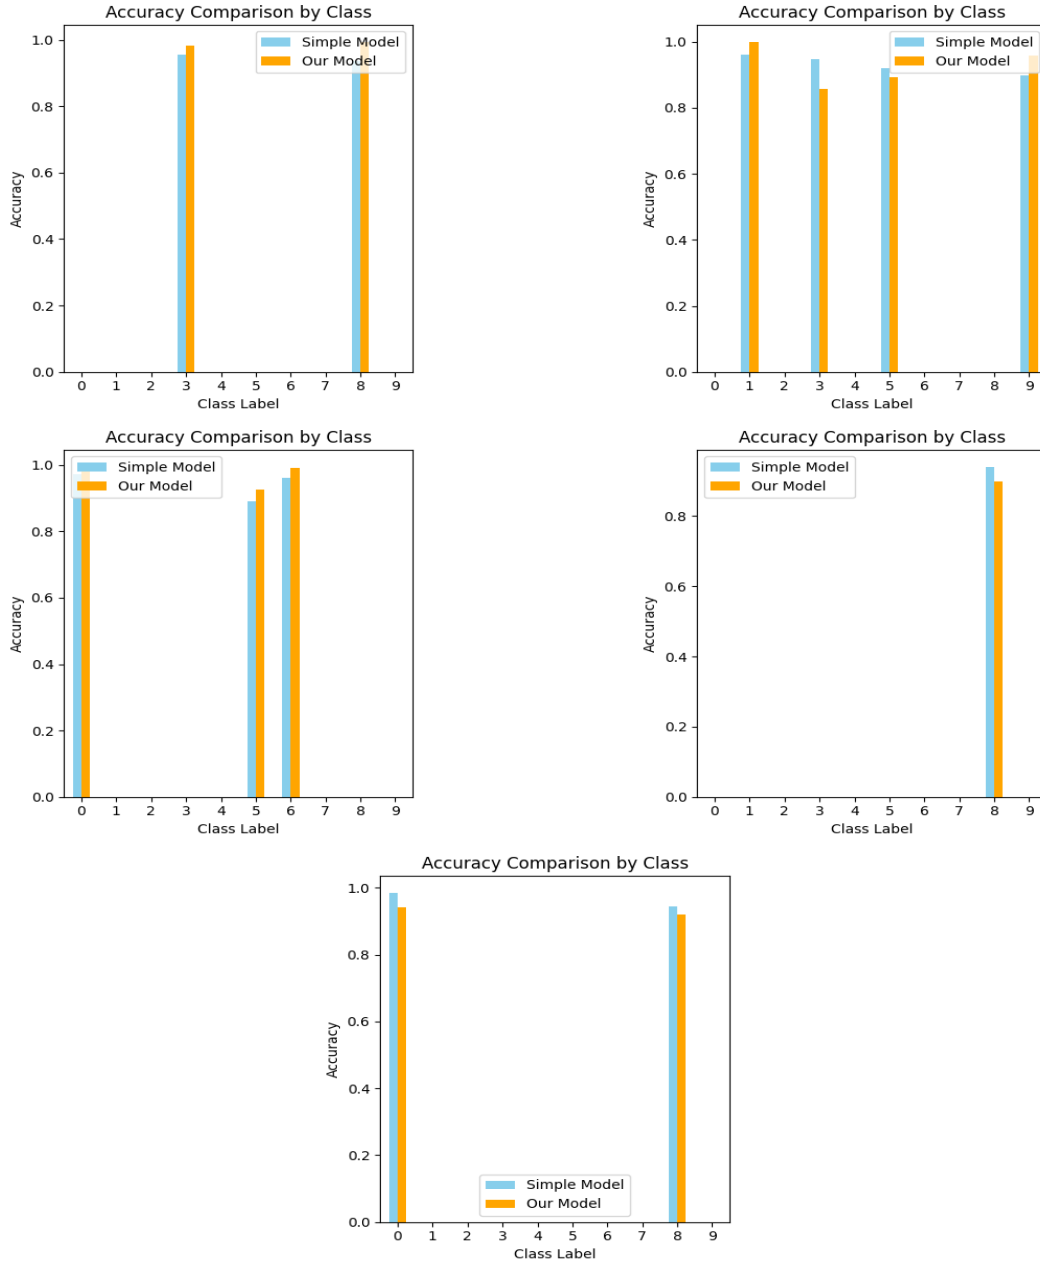 Accuracy Comparison by Class
Simple Model
Our Model
1.0
0.8
0.6
0.4
0.2
0.0
Accuracy
0 1 2 3 4 5 6 7 8 9
Class Label
Accuracy Comparison by Class
Simple Model
Our Model
1.0
0.8
0.6
0.4
0.2
0.0
Accuracy
0 1 2 3 4 5 6 7 8 9
Class Label
Accuracy Comparison by Class
Simple Model
Our Model
1.0
0.8
0.6
0.4
0.2
0.0
Accuracy
0 1 2 3 4 5 6 7 8 9
Class Label
Accuracy Comparison by Class
Simple Model
Our Model
0.8
0.6
0.4
0.2
0.0
Accuracy
0 1 2 3 4 5 6 7 8 9
Class Label
Accuracy Comparison by Class
1.0
0.8
0.6
0.4
0.2
0.0
Accuracy
Simple Model
Our Model
0 1 2 3 4 5 6 7 8 9
Class Label